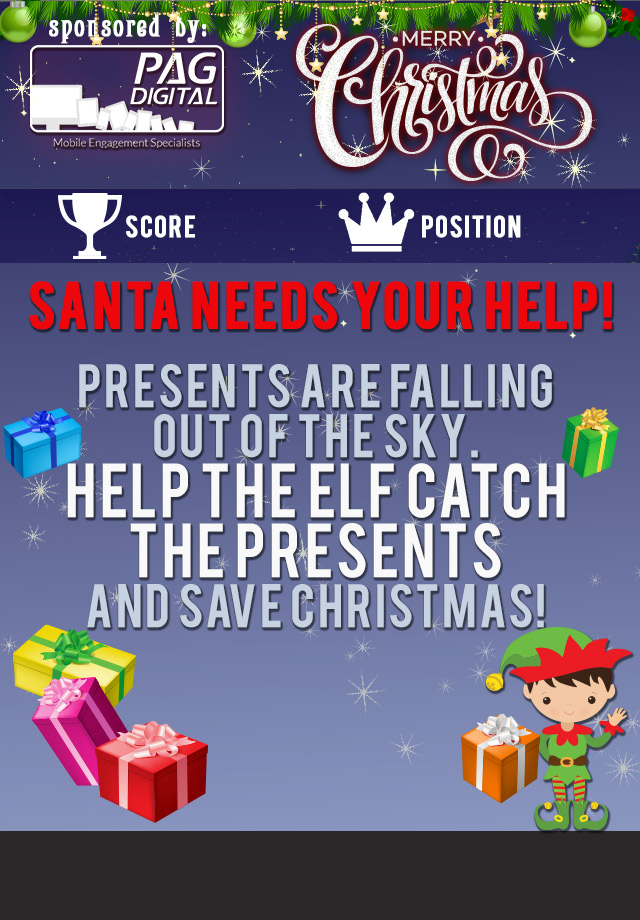 sponsored by:
PAG
DIGITAL
Mobile Engagement Specialists
•MERRY•
Christmas
SCORE
POSITION
SANTA NEEDS YOUR HELP!
PRESENTS ARE FALLING
OUT OF THE SKY.
HELP THE ELF CATCH
THE PRESENTS
AND SAVE CHRISTMAS!